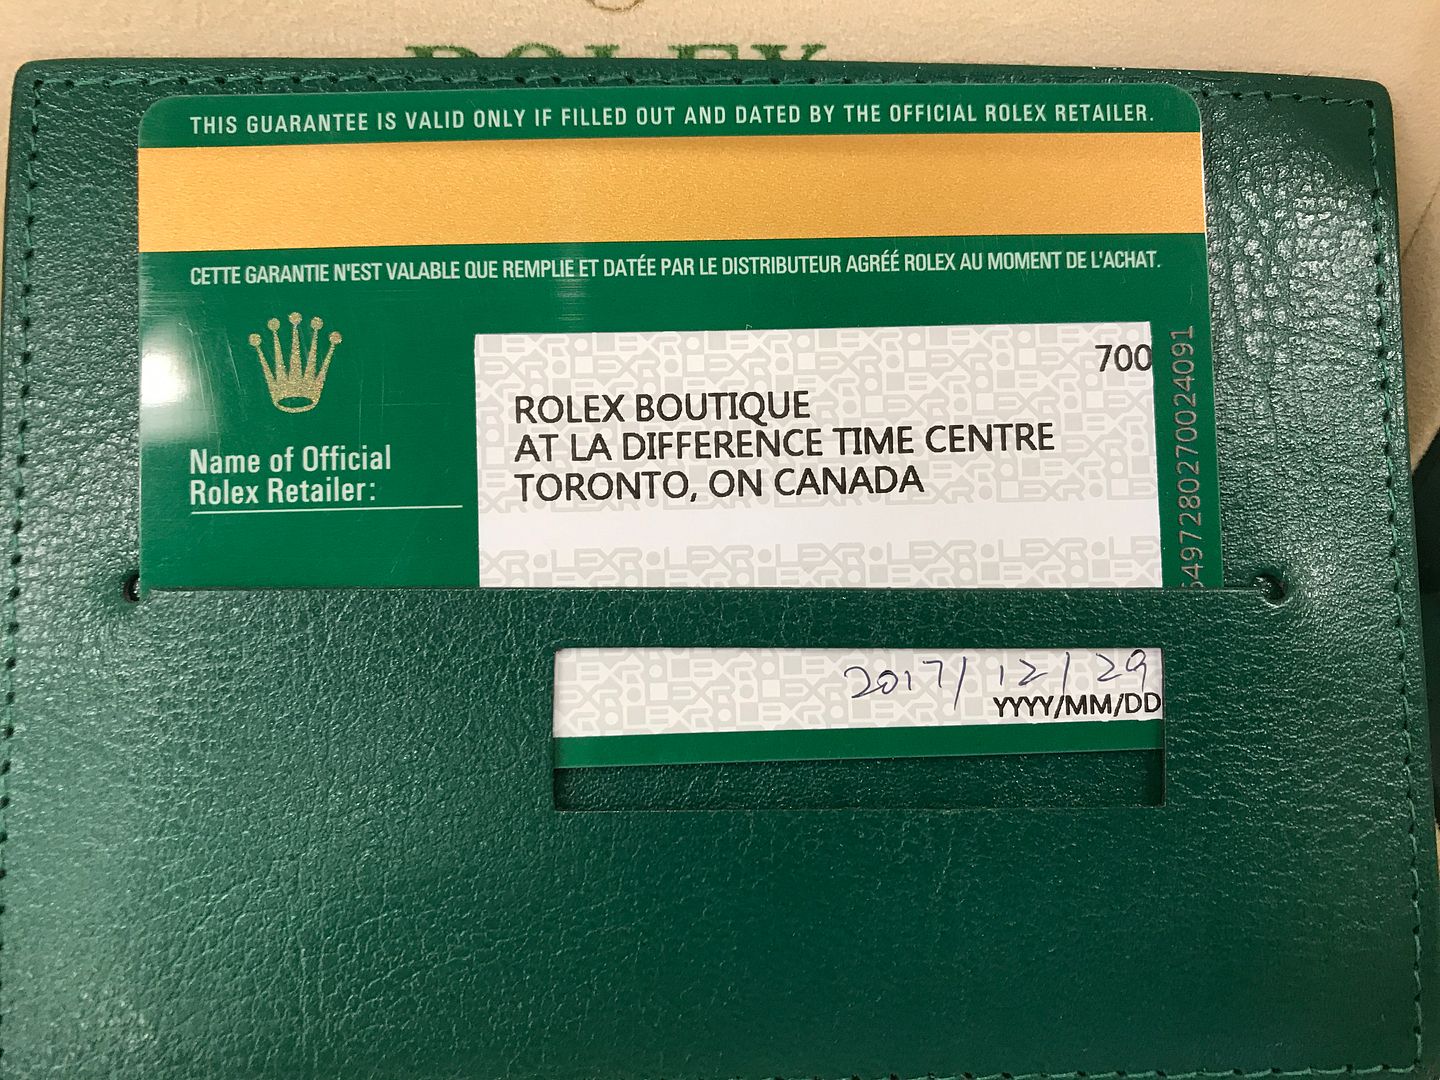 ROLEX
THIS GUARANTEE IS VALID ONLY IF FILLED OUT AND DATED BY THE OFFICIAL ROLEX RETAILER.
CETTE GARANTIE N'EST VALABLE QUE REMPLIE ET DATÉE PAR LE DISTRIBUTEUR AGRÉÉ ROLEX AU MOMENT DE L'ACHAT.
700
ROLEX BOUTIQUE
AT LA DIFFERENCE TIME CENTRE
TORONTO, ON CANADA
Name of Official
Rolex Retailer:
2017/12/29
YYYY/MM/DD